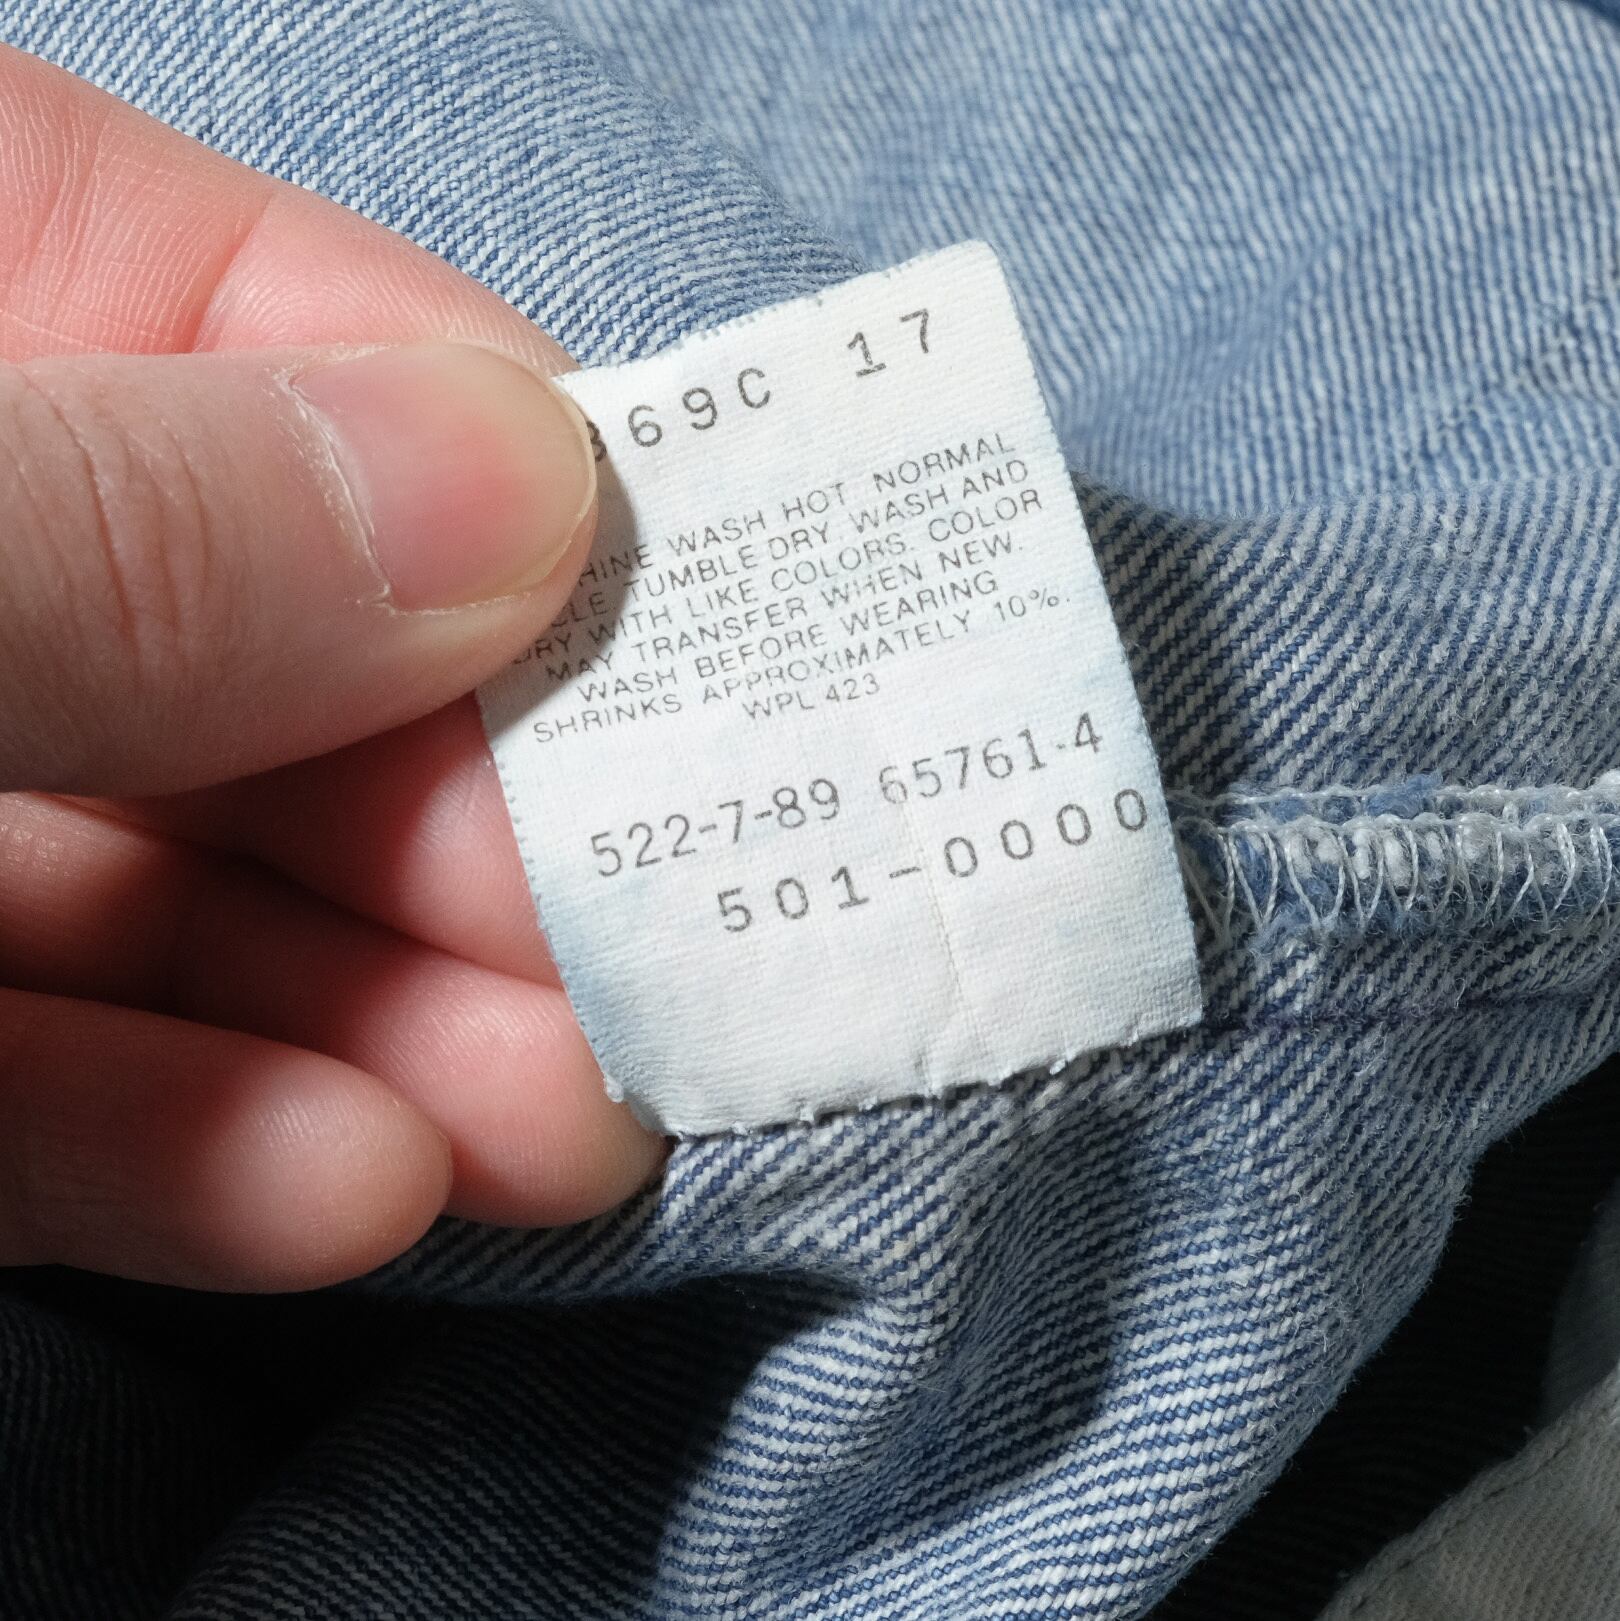 369C 17
HINE WASH HOT NORMAL
CLE TUMBLE DRY. WASH AND
DRY WITH LIKE COLORS. COLOR
MAY TRANSFER WHEN NEW.
WASH BEFORE WEARING
SHRINKS APPROXIMATELY 10%.
WPL 423
522-7-89 65761-4
501-0000